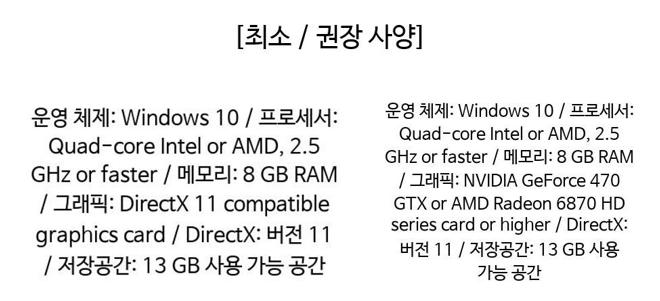 [최소 / 권장 사양]
운영 체제: Windows 10 / 프로세서:
Quad-core Intel or AMD, 2.5
GHz or faster / 메모리: 8 GB RAM
/ 그래픽: DirectX 11 compatible
graphics card / DirectX: 버전 11
/ 저장공간: 13 GB 사용 가능 공간
운영 체제: Windows 10 / 프로세서:
Quad-core Intel or AMD, 2.5
GHz or faster / 메모리: 8 GB RAM
/ 그래픽: NVIDIA GeForce 470
GTX or AMD Radeon 6870 HD
series card or higher / DirectX:
버전 11 / 저장공간: 13 GB 사용
가능 공간